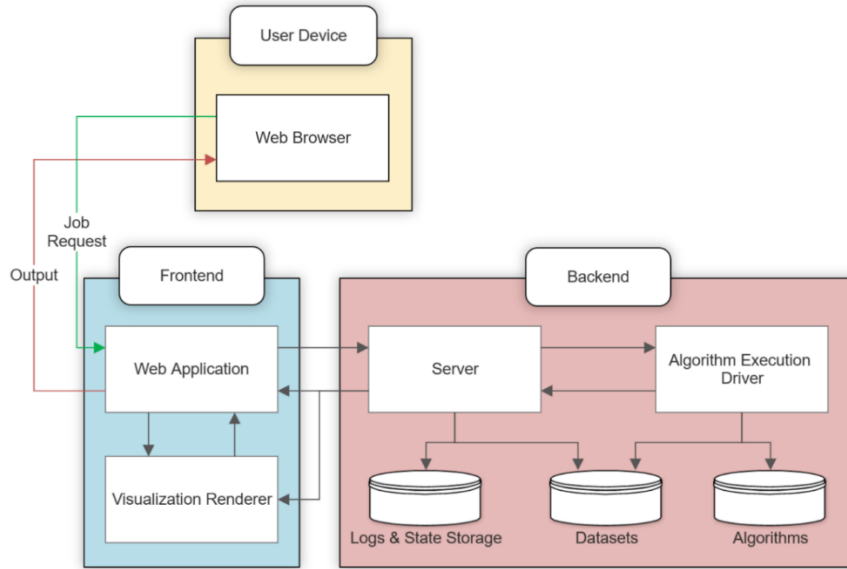 User Device
Web Browser
Job
Request
Output
Frontend
Backend
Web Application
Server
Algorithm Execution
Driver
Visualization Renderer
Logs & State Storage
Datasets
Algorithms